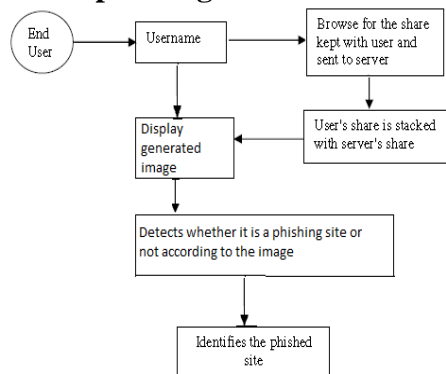 End
User
Username
Browse for the share
kept with user and
sent to server
User's share is stacked
with server's share
Display
generated
image
Detects whether it is a phishing site or
not according to the image
Identifies the phished
site